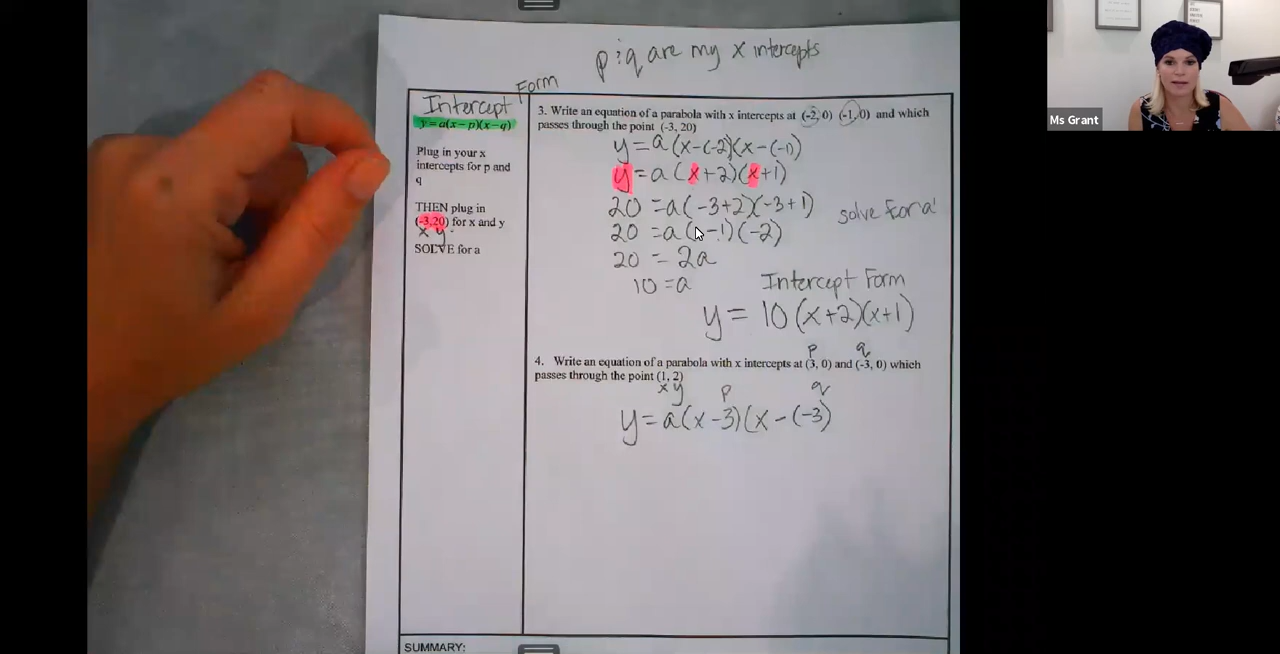 p & q are my x intercepts
Intercept Form
y = a(x−p)(x−q)
Plug in your x
intercepts for p and
q
THEN plug in
(-3,20) for x and y
x y
SOLVE for a
3. Write an equation of a parabola with x intercepts at (-2, 0) (-1, 0) and which
passes through the point (-3, 20)
y = a(x-(-2)(x-(-1)
y = a(x+2)(x+1)
20 = a(-3+2)(-3+1)
solve for a
20 = a(-1)(-2)
20 = 2a
10 = a
Intercept Form
y = 10(x+2)(x+1)
4. Write an equation of a parabola with x intercepts at (3, 0) and (-3, 0) which
p q
passes through the point (1, 2)
x y
p q
y = a(x-3)(x-(-3)
SUMMARY:
Ms Grant